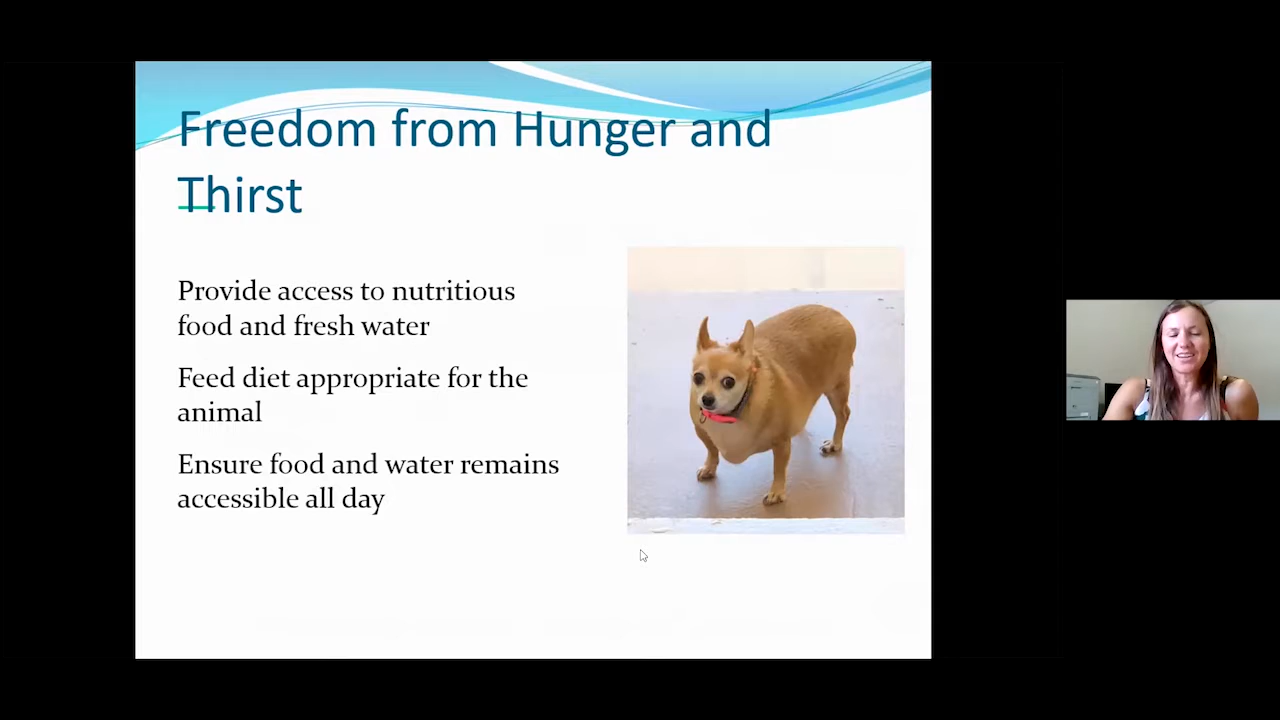 Freedom from Hunger and
Thirst
Provide access to nutritious
food and fresh water
Feed diet appropriate for the
animal
Ensure food and water remains
accessible all day